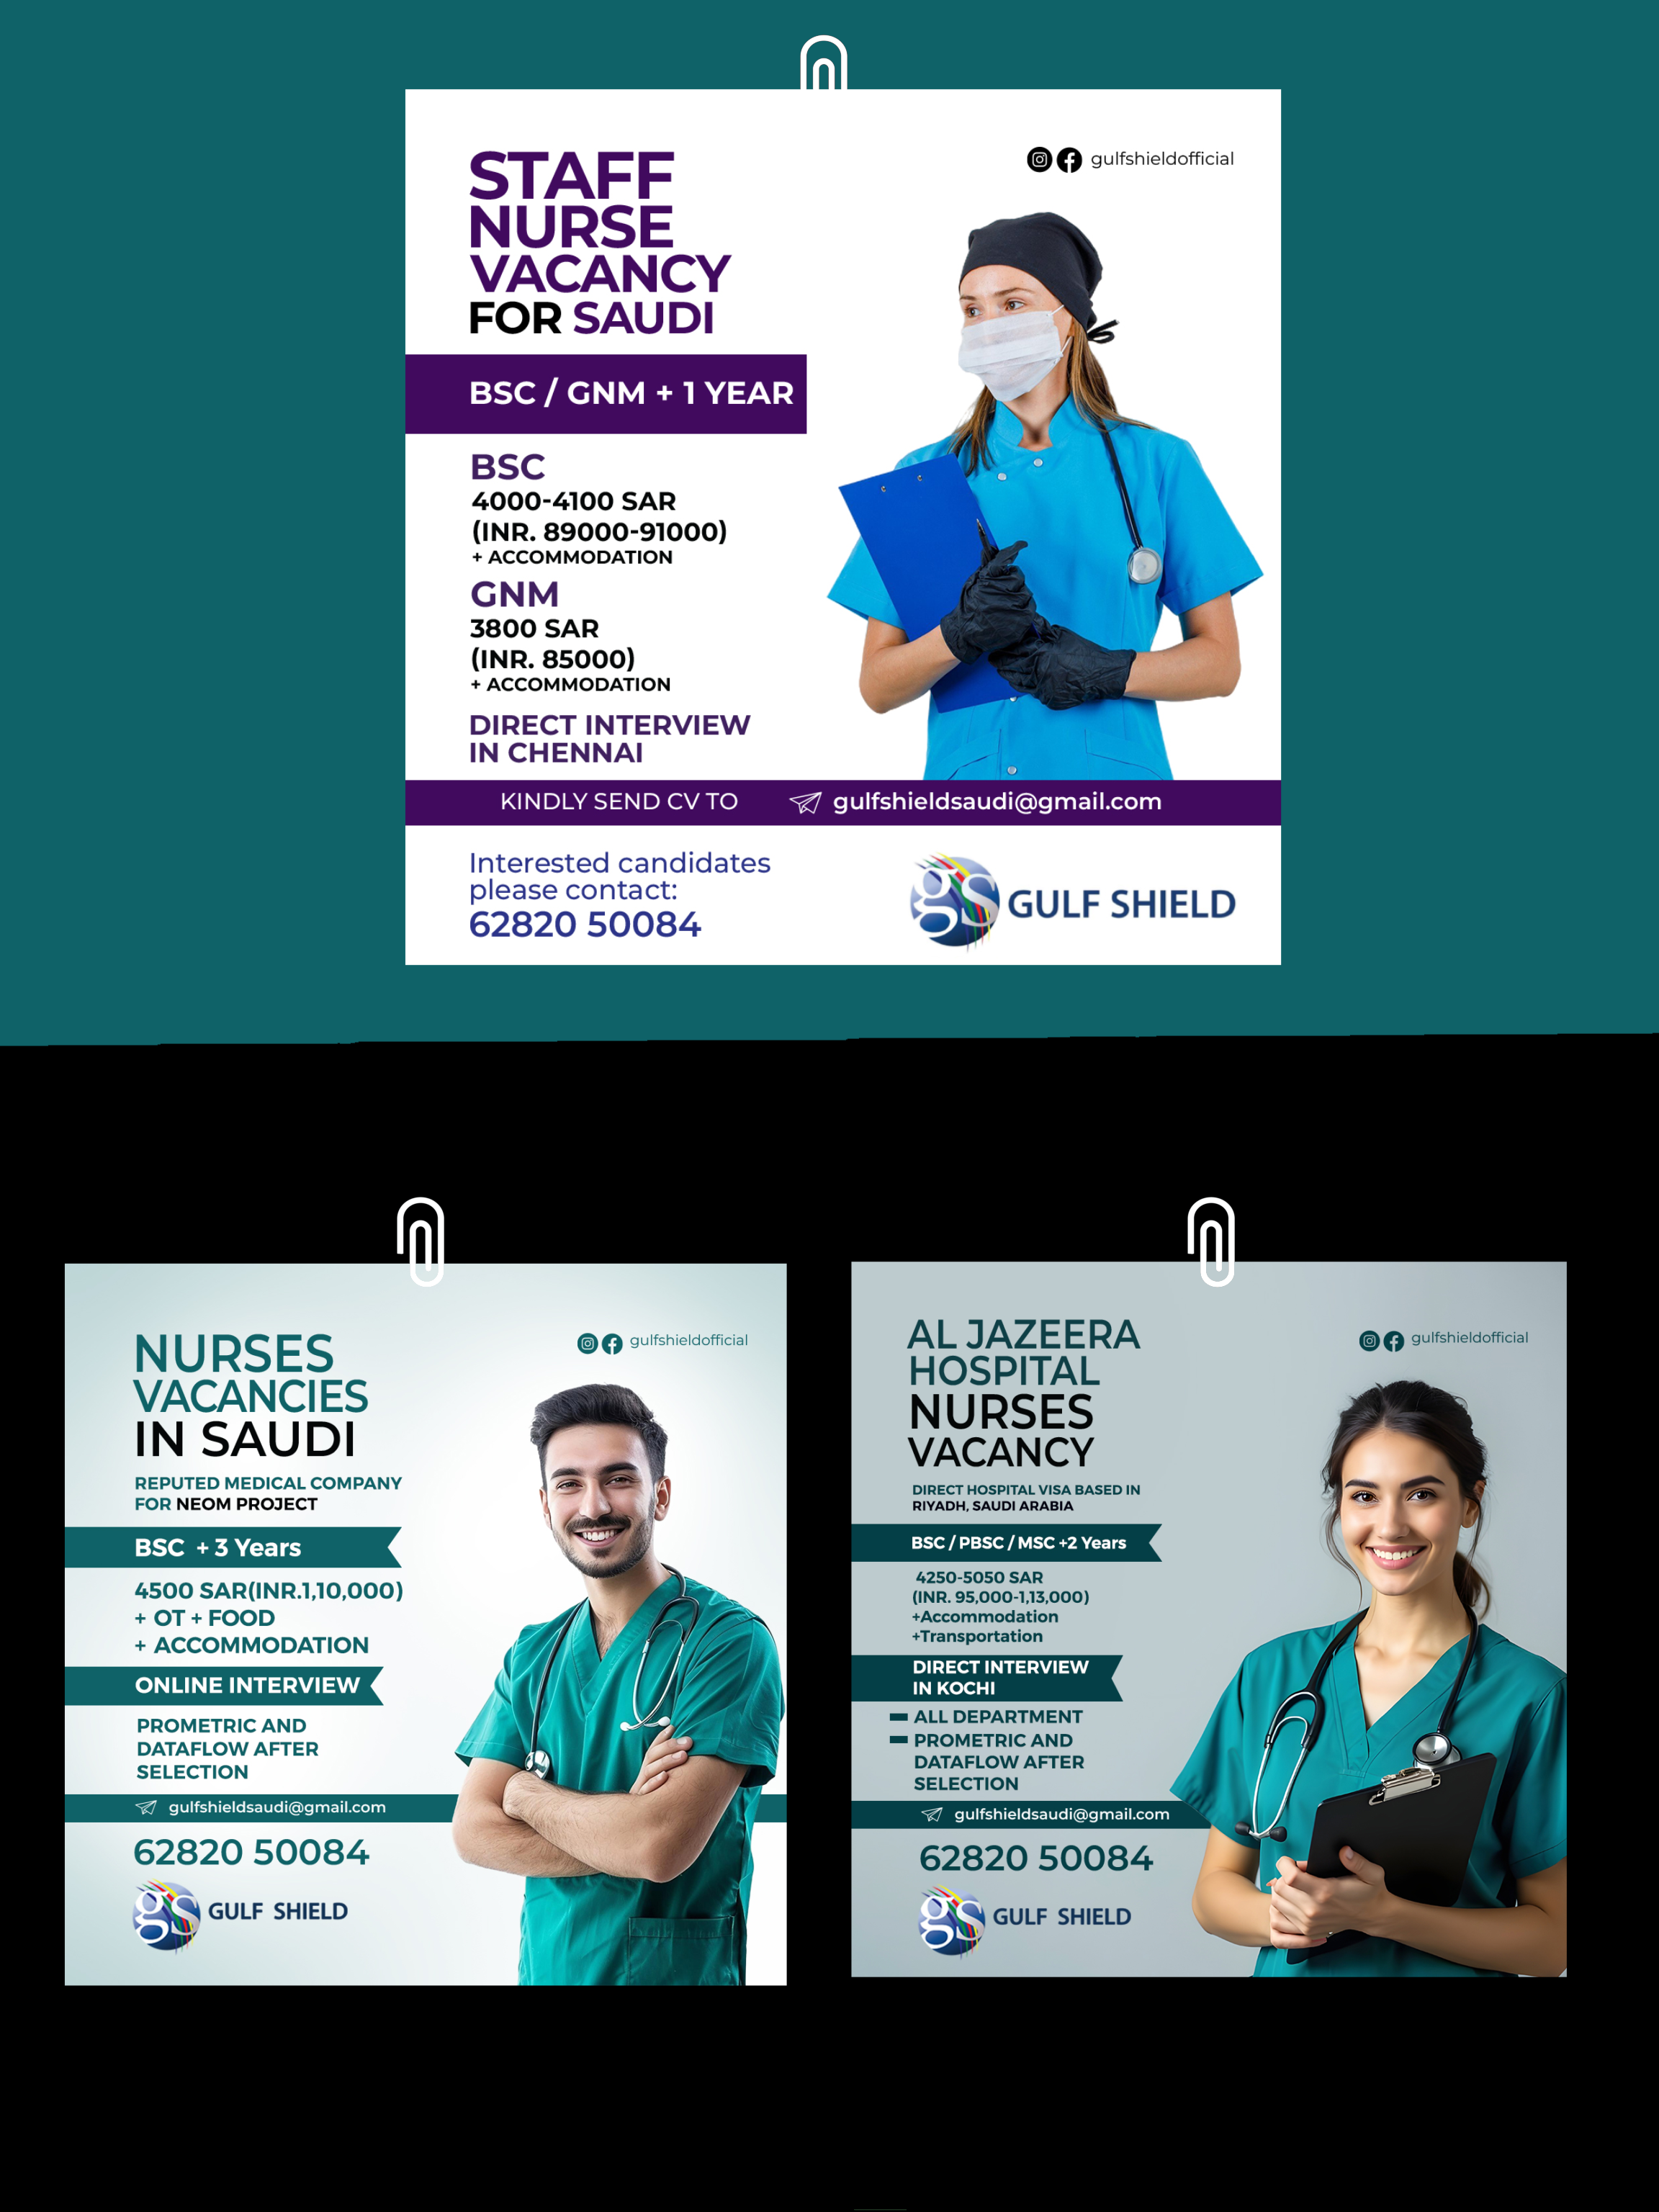 STAFF
NURSE
VACANCY
FOR SAUDI
gulfshieldofficial
BSC / GNM + 1 YEAR
BSC
4000-4100 SAR
(INR. 89000-91000)
+ ACCOMMODATION
GNM
3800 SAR
(INR. 85000)
+ ACCOMMODATION
DIRECT INTERVIEW
IN CHENNAI
KINDLY SEND CV TO gulfshieldsaudi@gmail.com
Interested candidates
please contact:
62820 50084
gs GULF SHIELD
NURSES
VACANCIES
IN SAUDI
gulfshieldofficial
REPUTED MEDICAL COMPANY
FOR NEOM PROJECT
BSC + 3 Years
4500 SAR(INR.1,10,000)
+ OT + FOOD
+ ACCOMMODATION
ONLINE INTERVIEW
PROMETRIC AND
DATAFLOW AFTER
SELECTION
gulfshieldsaudi@gmail.com
62820 50084
gs GULF SHIELD
AL JAZEERA
HOSPITAL
NURSES
VACANCY
gulfshieldofficial
DIRECT HOSPITAL VISA BASED IN
RIYADH, SAUDI ARABIA
BSC / PBSC / MSC +2 Years
4250-5050 SAR
(INR. 95,000-1,13,000)
+Accommodation
+Transportation
DIRECT INTERVIEW
IN KOCHI
ALL DEPARTMENT
PROMETRIC AND
DATAFLOW AFTER
SELECTION
gulfshieldsaudi@gmail.com
62820 50084
gs GULF SHIELD